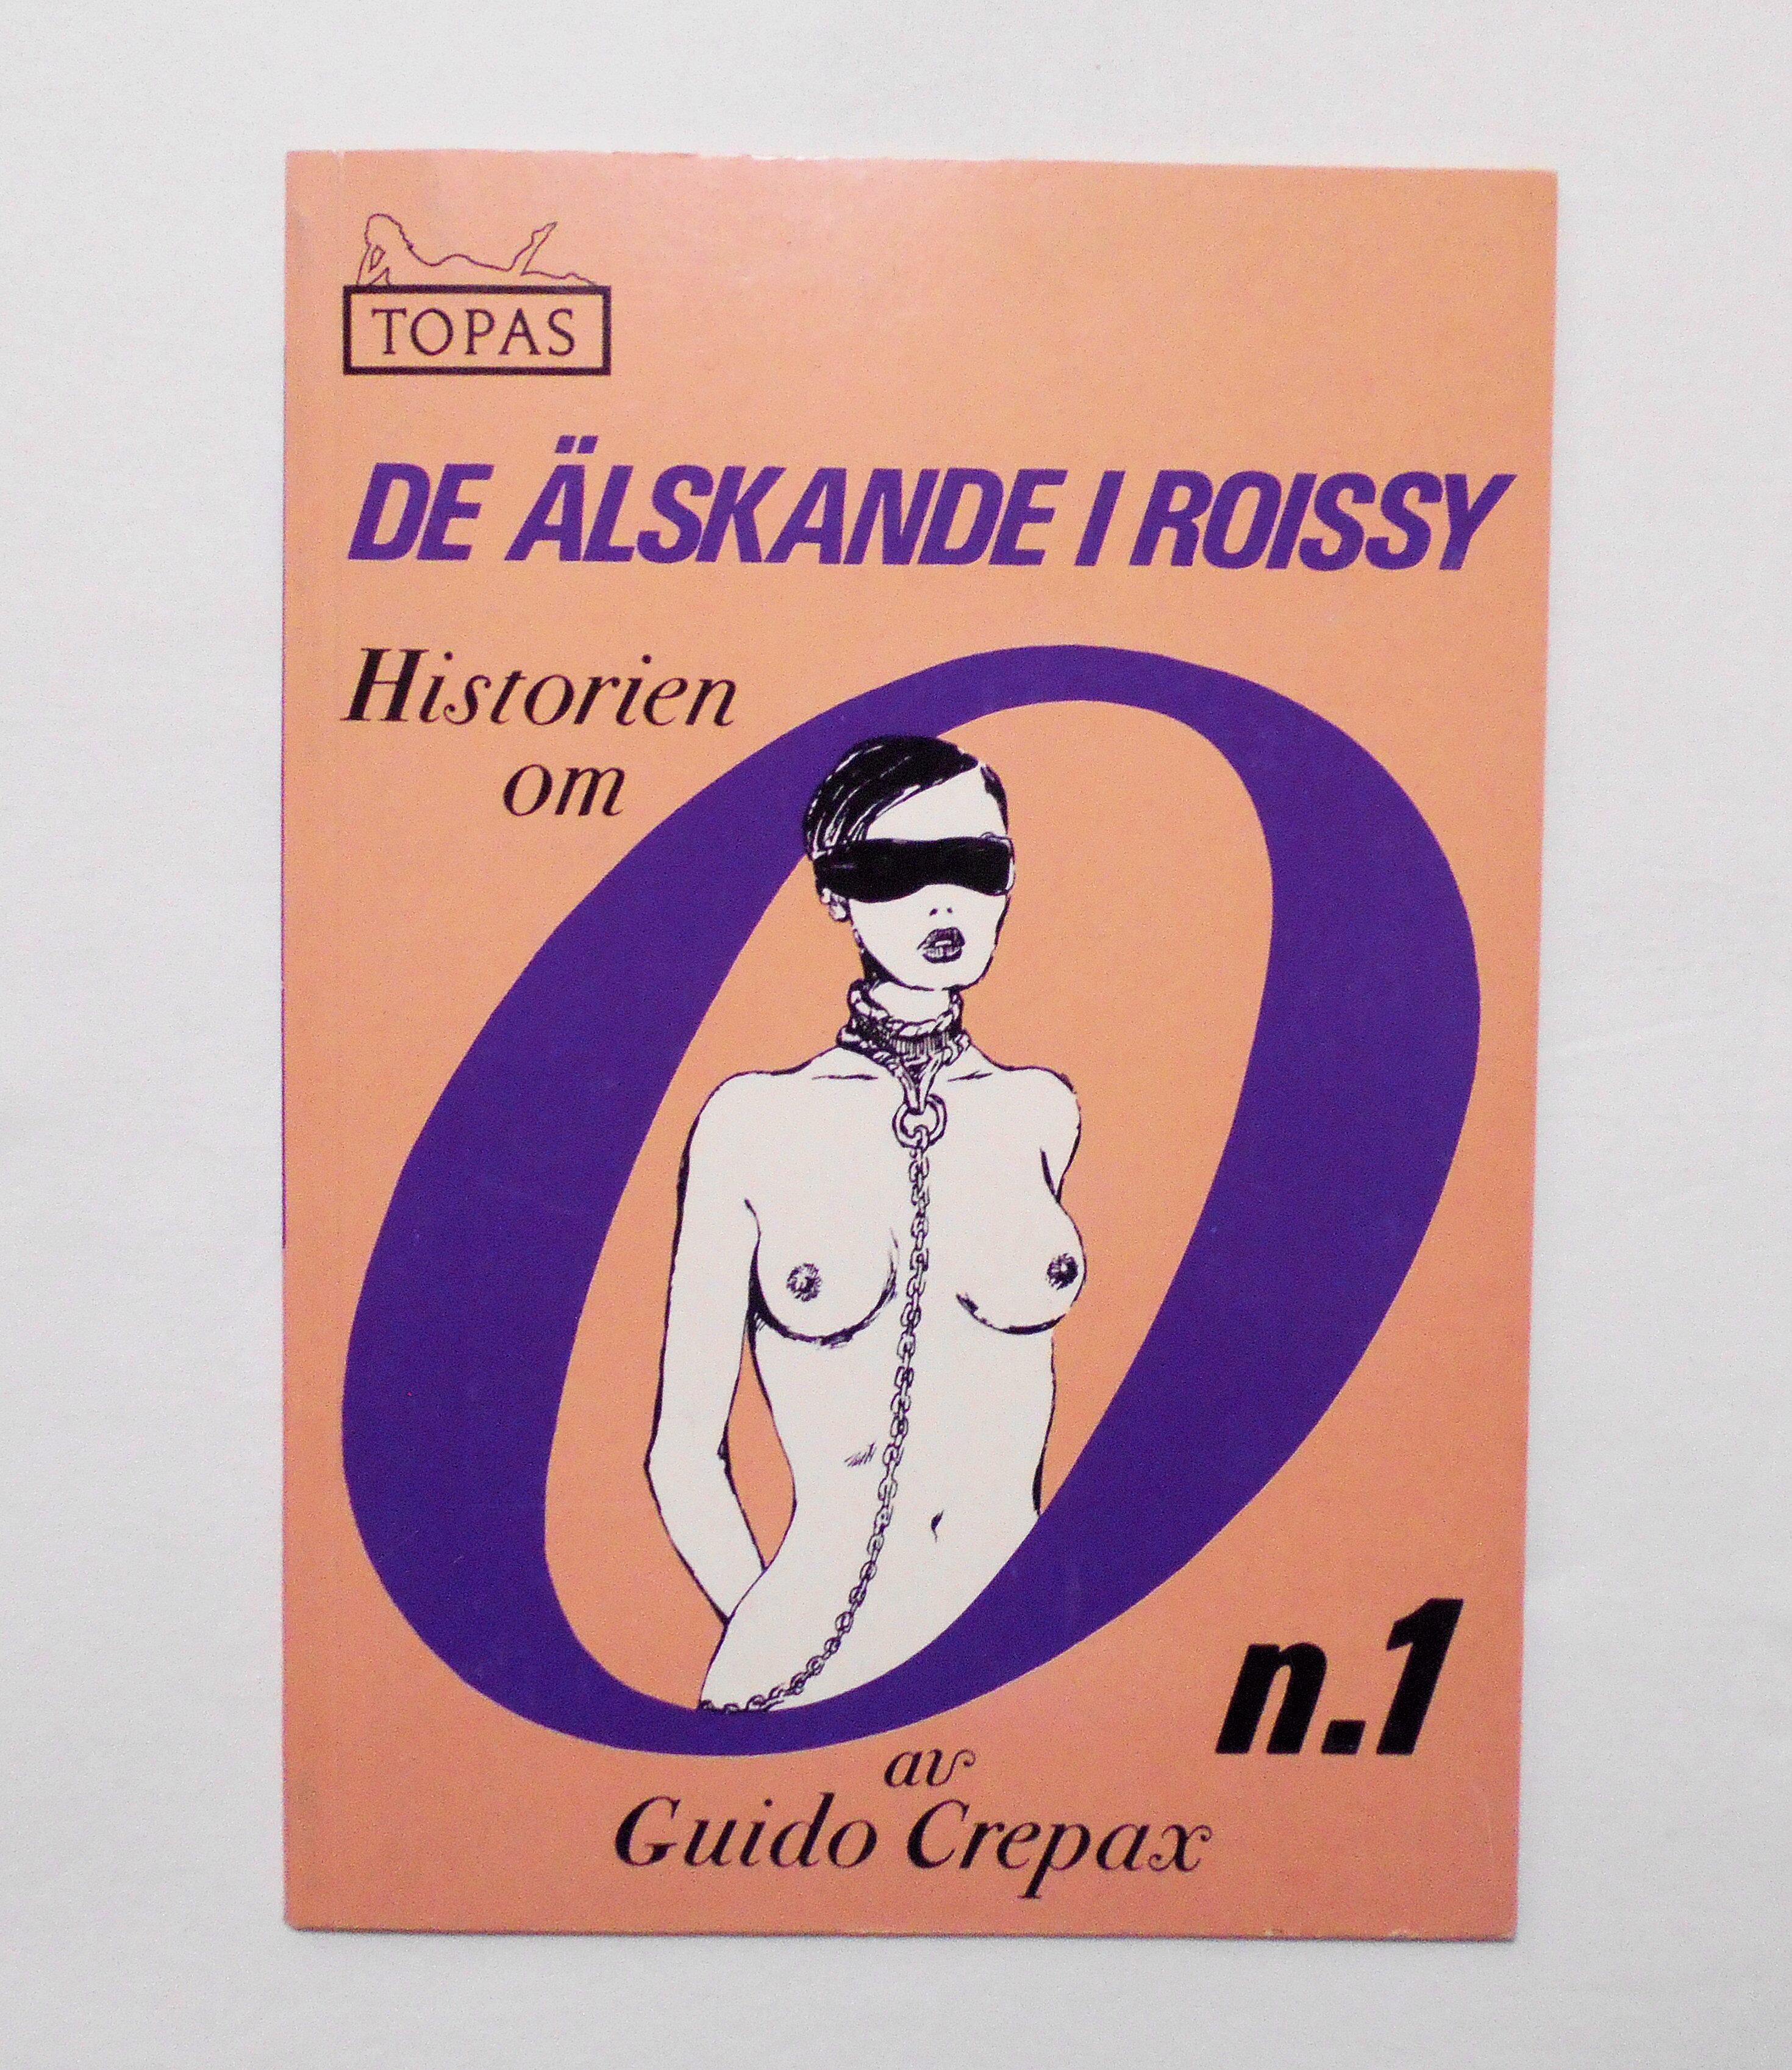 TOPAS
DE ÄLSKANDE I ROISSY
Historien
om
O
n.1
av
Guido Crepax